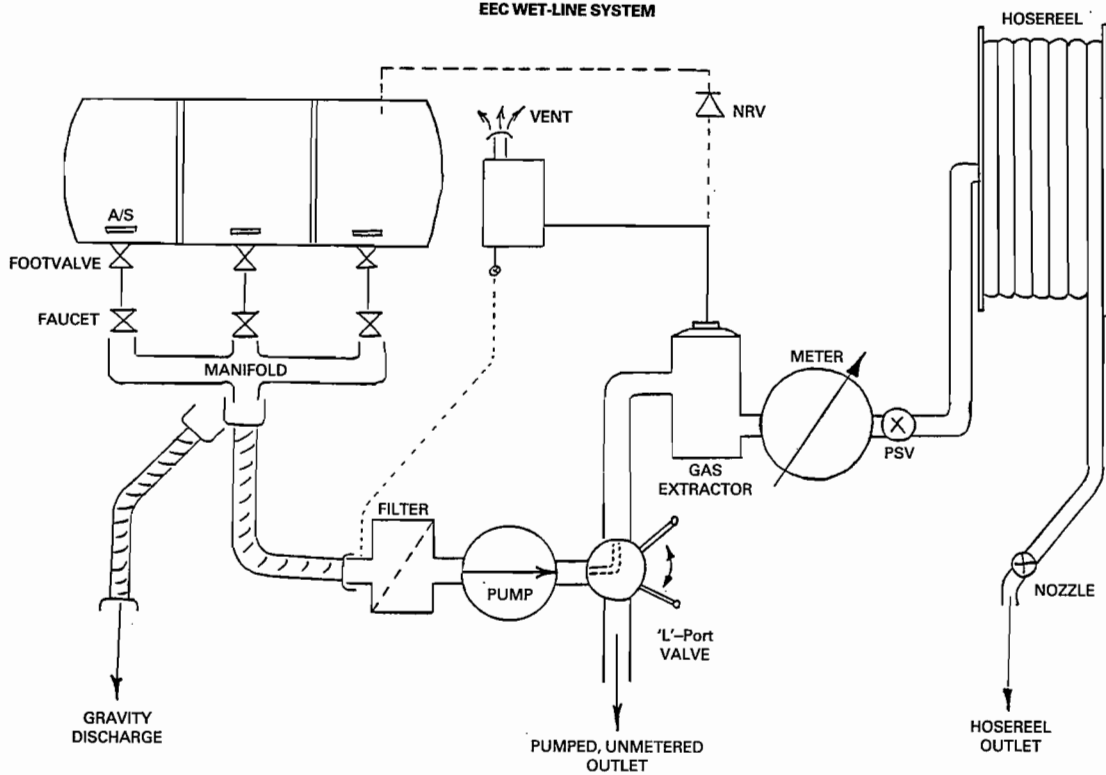 EEC WET-LINE SYSTEM
HOSEREEL
VENT
NRV
A/S
FOOTVALVE
FAUCET
MANIFOLD
METER
PSV
GAS
EXTRACTOR
FILTER
PUMP
'L'–Port
VALVE
NOZZLE
GRAVITY
DISCHARGE
PUMPED, UNMETERED
OUTLET
HOSEREEL
OUTLET